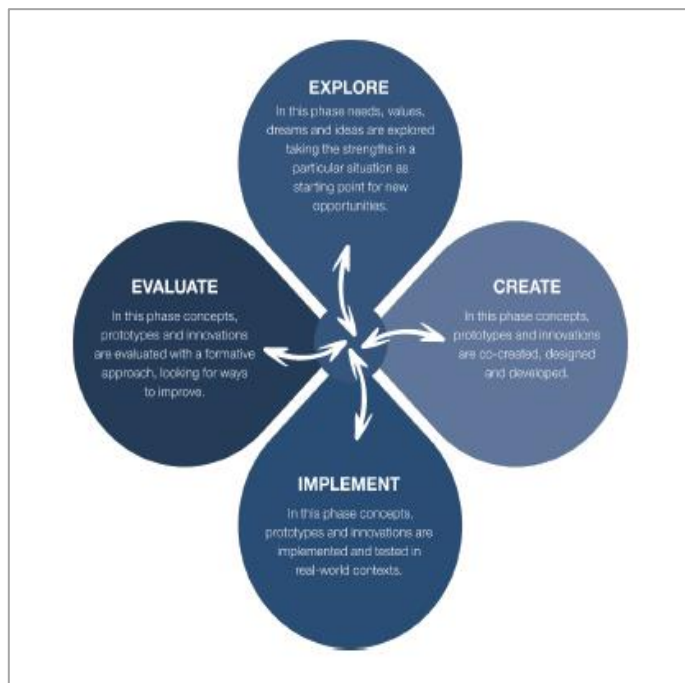 EXPLORE
In this phase needs, values,
dreams and ideas are explored
taking the strengths in a
particular situation as
starting point for new
opportunities.
EVALUATE
In this phase concepts,
prototypes and innovations
are evaluated with a formative
approach, looking for ways
to improve.
CREATE
In this phase concepts,
prototypes and innovations
are co-created, designed
and developed.
IMPLEMENT
In this phase concepts,
prototypes and innovations are
implemented and tested in
real-world contexts.